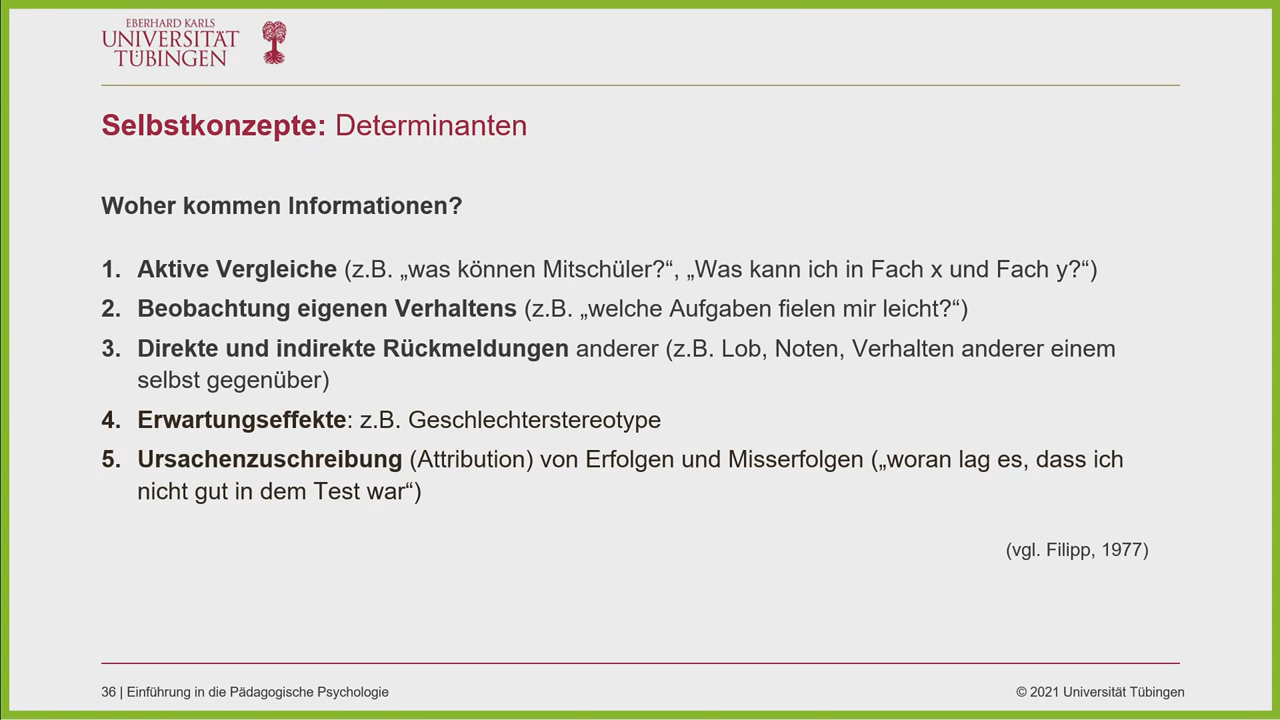 EBERHARD KARLS
UNIVERSITÄT
TÜBINGEN
Selbstkonzepte: Determinanten
Woher kommen Informationen?
1. Aktive Vergleiche (z.B. „was können Mitschüler?“, „Was kann ich in Fach x und Fach y?“)
2. Beobachtung eigenen Verhaltens (z.B. „welche Aufgaben fielen mir leicht?“)
3. Direkte und indirekte Rückmeldungen anderer (z.B. Lob, Noten, Verhalten anderer einem
selbst gegenüber)
4. Erwartungseffekte: z.B. Geschlechterstereotype
5. Ursachenzuschreibung (Attribution) von Erfolgen und Misserfolgen („woran lag es, dass ich
nicht gut in dem Test war“)
(vgl. Filipp, 1977)
36 | Einführung in die Pädagogische Psychologie
© 2021 Universität Tübingen